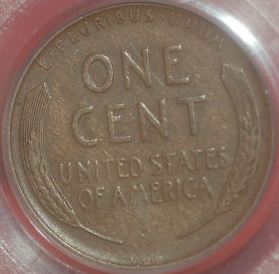 E·PLURIBUS·UNUM
ONE
CENT
UNITED STATES
OF AMERICA
V.D.B.